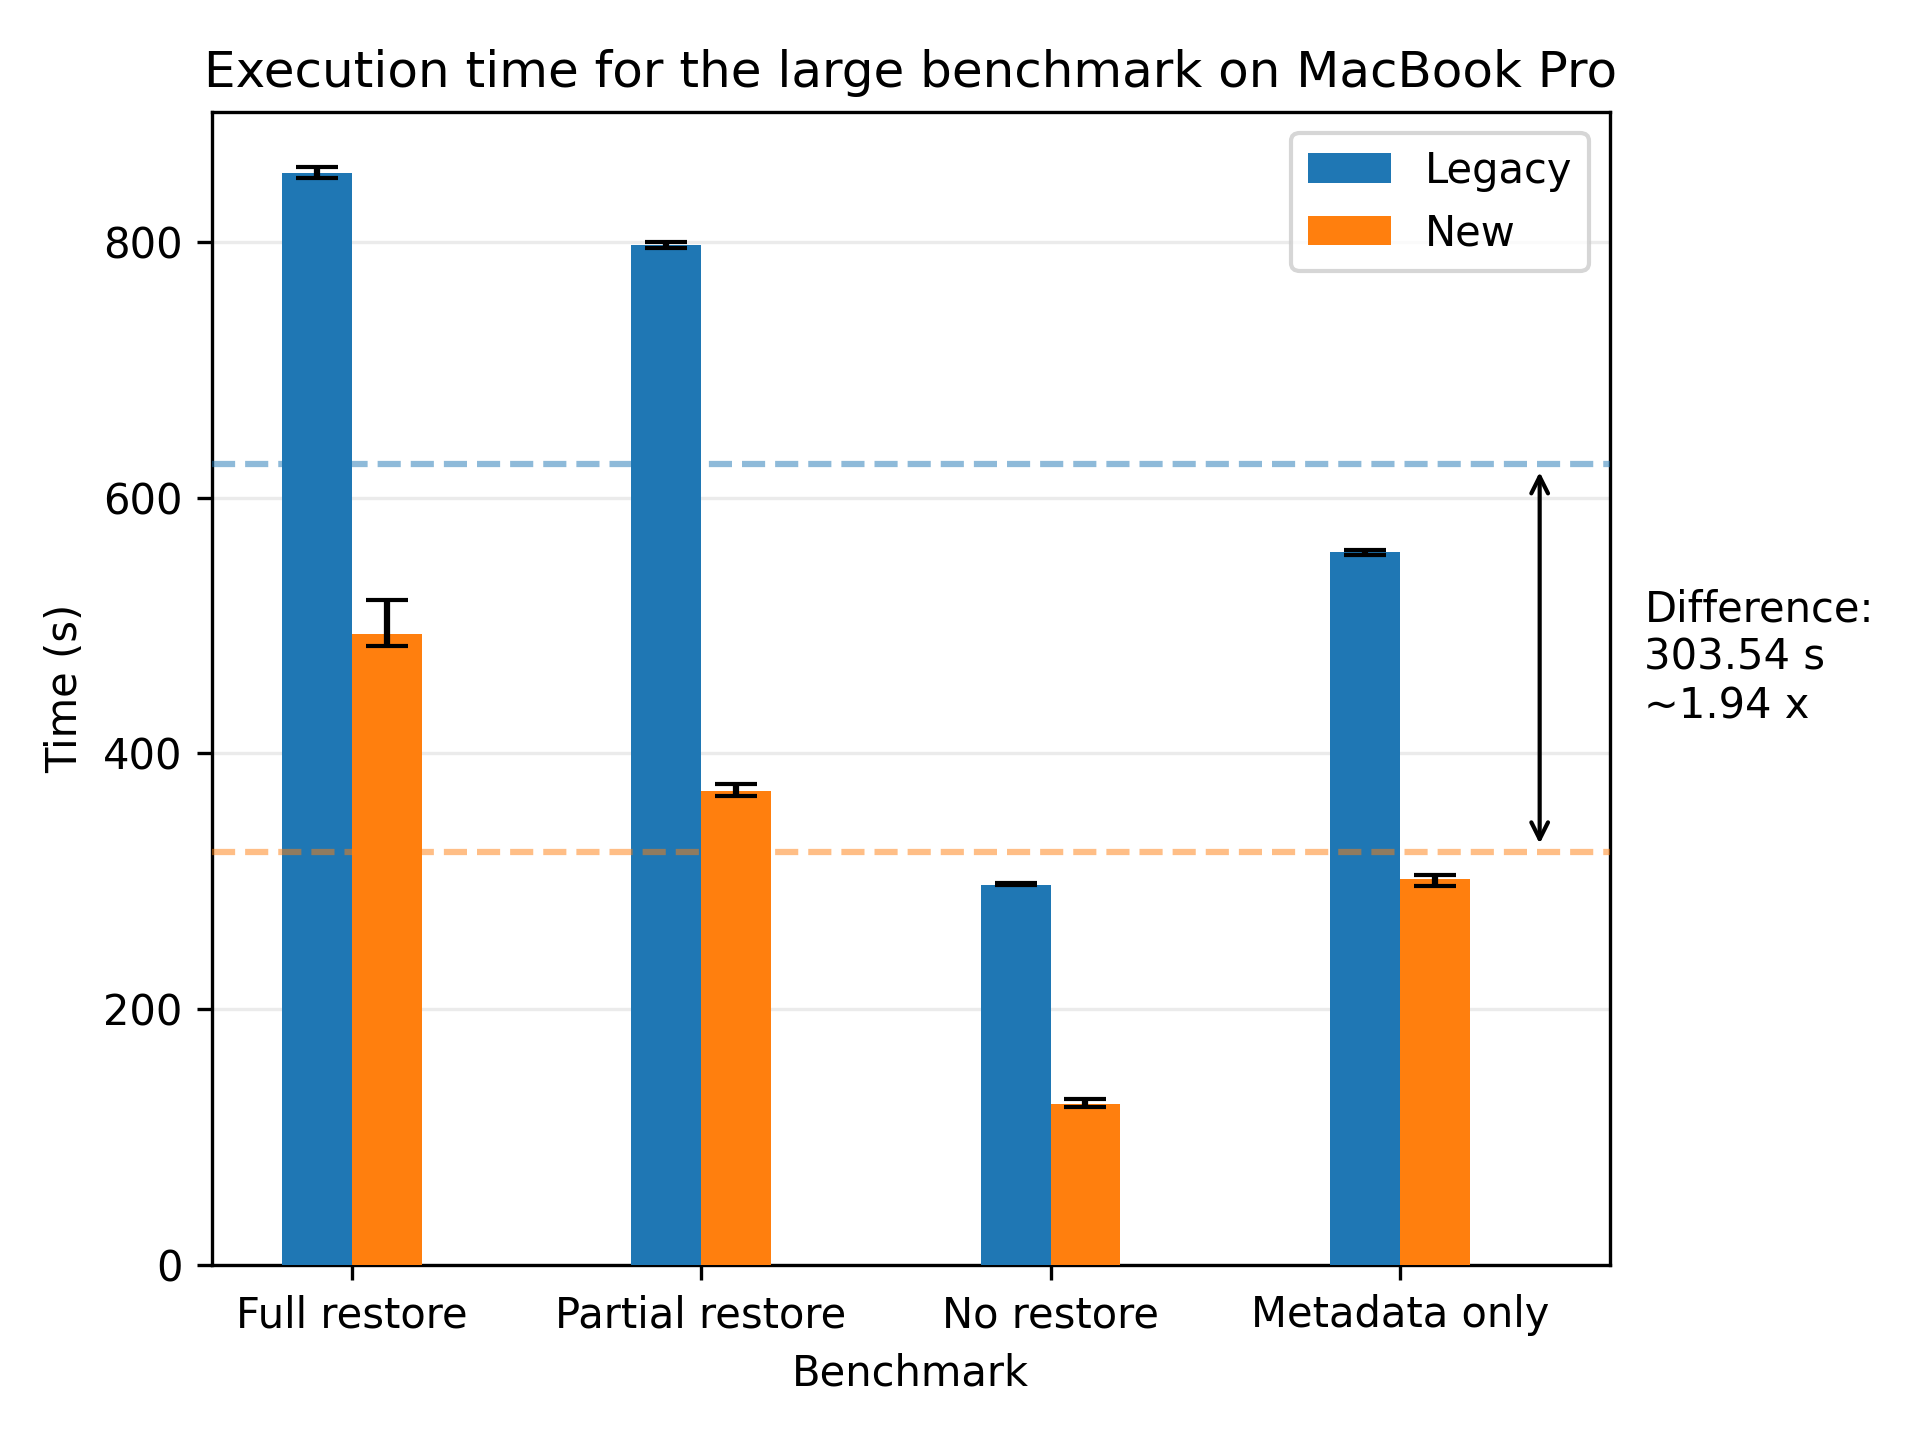 Execution time for the large benchmark on MacBook Pro
Legacy
New
800
600
400
200
0
Time (s)
Difference:
303.54 s
~1.94 x
Full restore
Partial restore
No restore
Metadata only
Benchmark